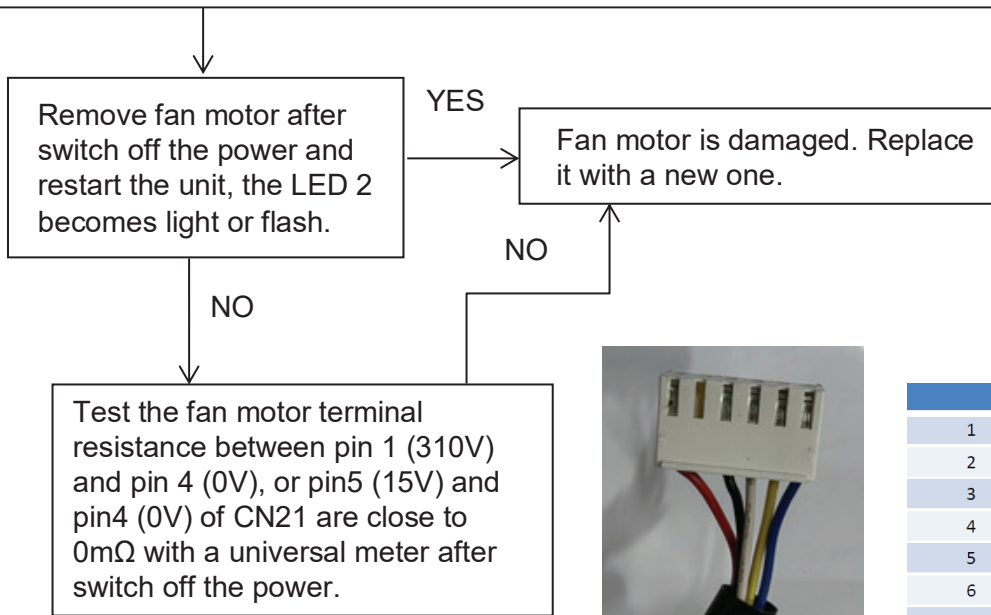 Remove fan motor after
switch off the power and
restart the unit, the LED 2
becomes light or flash.
YES
Fan motor is damaged. Replace
it with a new one.
NO
NO
Test the fan motor terminal
resistance between pin 1 (310V)
and pin 4 (0V), or pin5 (15V) and
pin4 (0V) of CN21 are close to
0mΩ with a universal meter after
switch off the power.
1
2
3
4
5
6